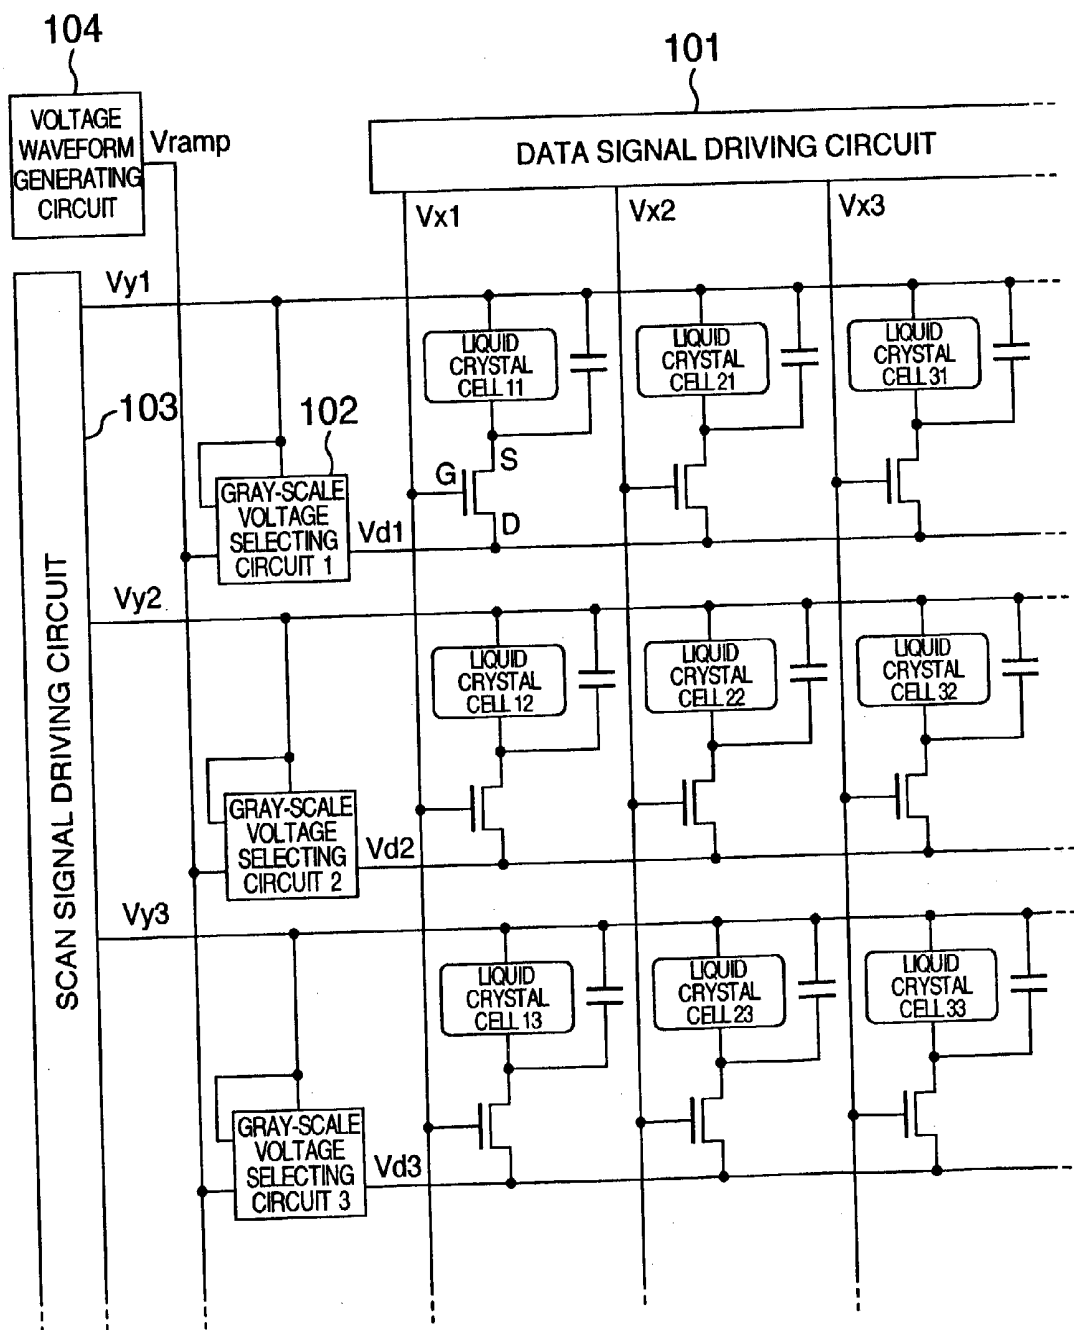 104
101
VOLTAGE
WAVEFORM
GENERATING
CIRCUIT
Vramp
DATA SIGNAL DRIVING CIRCUIT
Vx1
Vx2
Vx3
Vy1
LIQUID
CRYSTAL
CELL 11
LIQUID
CRYSTAL
CELL 21
LIQUID
CRYSTAL
CELL 31
103
102
G
S
D
GRAY-SCALE
VOLTAGE
SELECTING
CIRCUIT 1
Vd1
SCAN SIGNAL DRIVING CIRCUIT
Vy2
LIQUID
CRYSTAL
CELL 12
LIQUID
CRYSTAL
CELL 22
LIQUID
CRYSTAL
CELL 32
GRAY-SCALE
VOLTAGE
SELECTING
CIRCUIT 2
Vd2
Vy3
LIQUID
CRYSTAL
CELL 13
LIQUID
CRYSTAL
CELL 23
LIQUID
CRYSTAL
CELL 33
GRAY-SCALE
VOLTAGE
SELECTING
CIRCUIT 3
Vd3